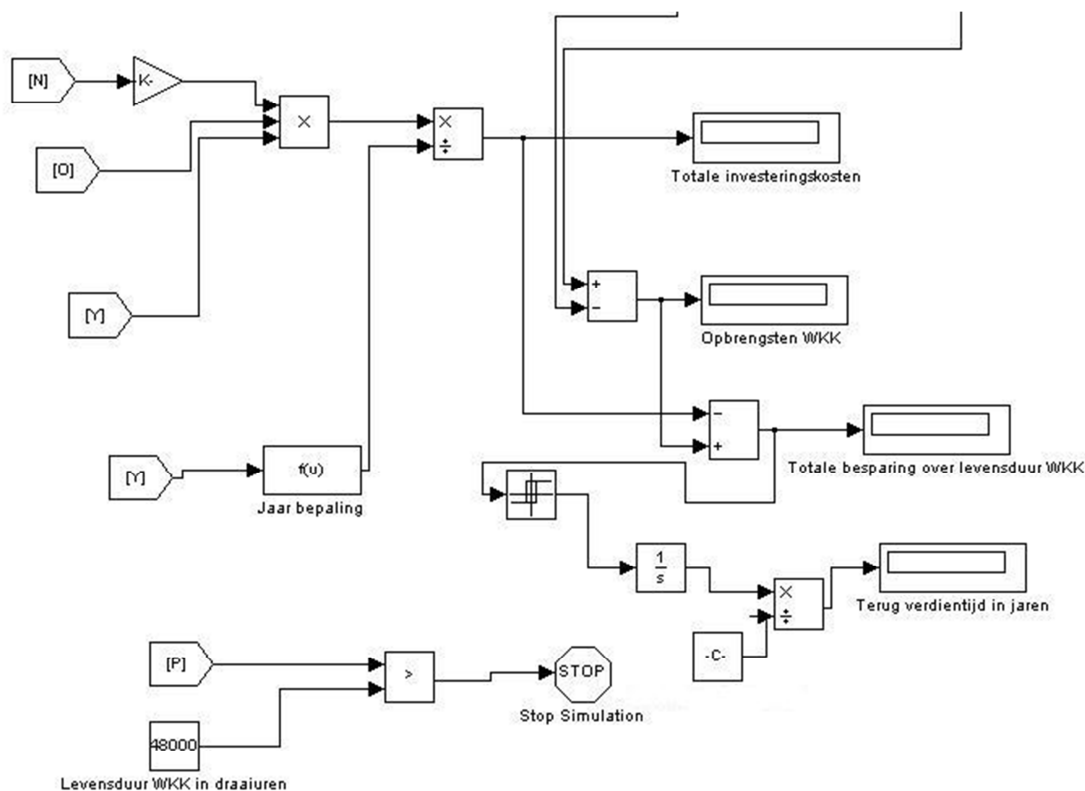 [N]
K-
×
×
÷
[O]
Totale investeringskosten
[Y]
+
−
Opbrengsten WKK
−
+
Totale besparing over levensduur WKK
[Y]
f(u)
Jaar bepaling
1
s
×
÷
Terug verdientijd in jaren
-C-
[P]
>
STOP
Stop Simulation
48000
Levensduur WKK in draaiuren